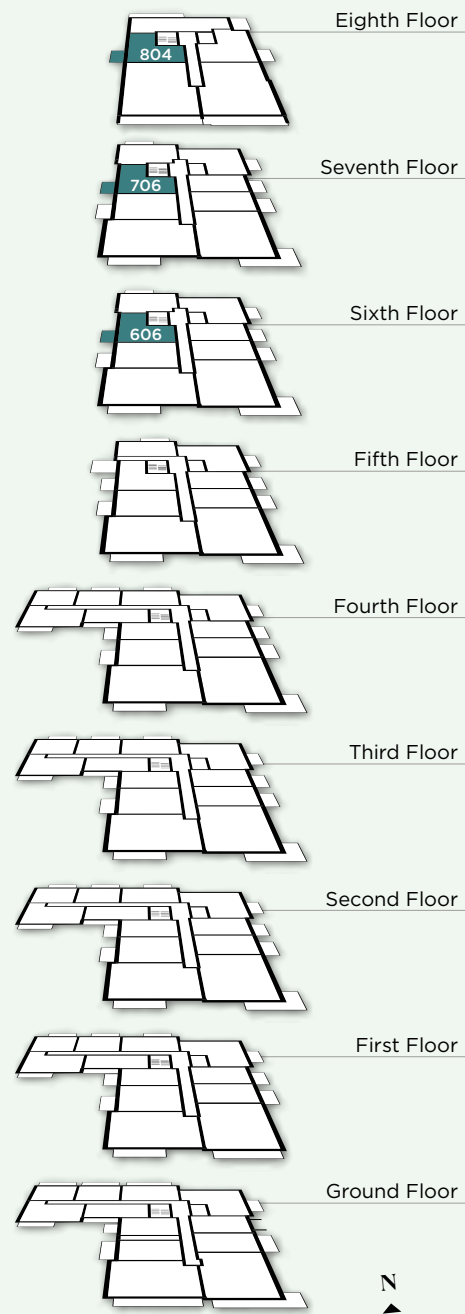 Eighth Floor
804
Seventh Floor
706
Sixth Floor
606
Fifth Floor
Fourth Floor
Third Floor
Second Floor
First Floor
Ground Floor
N